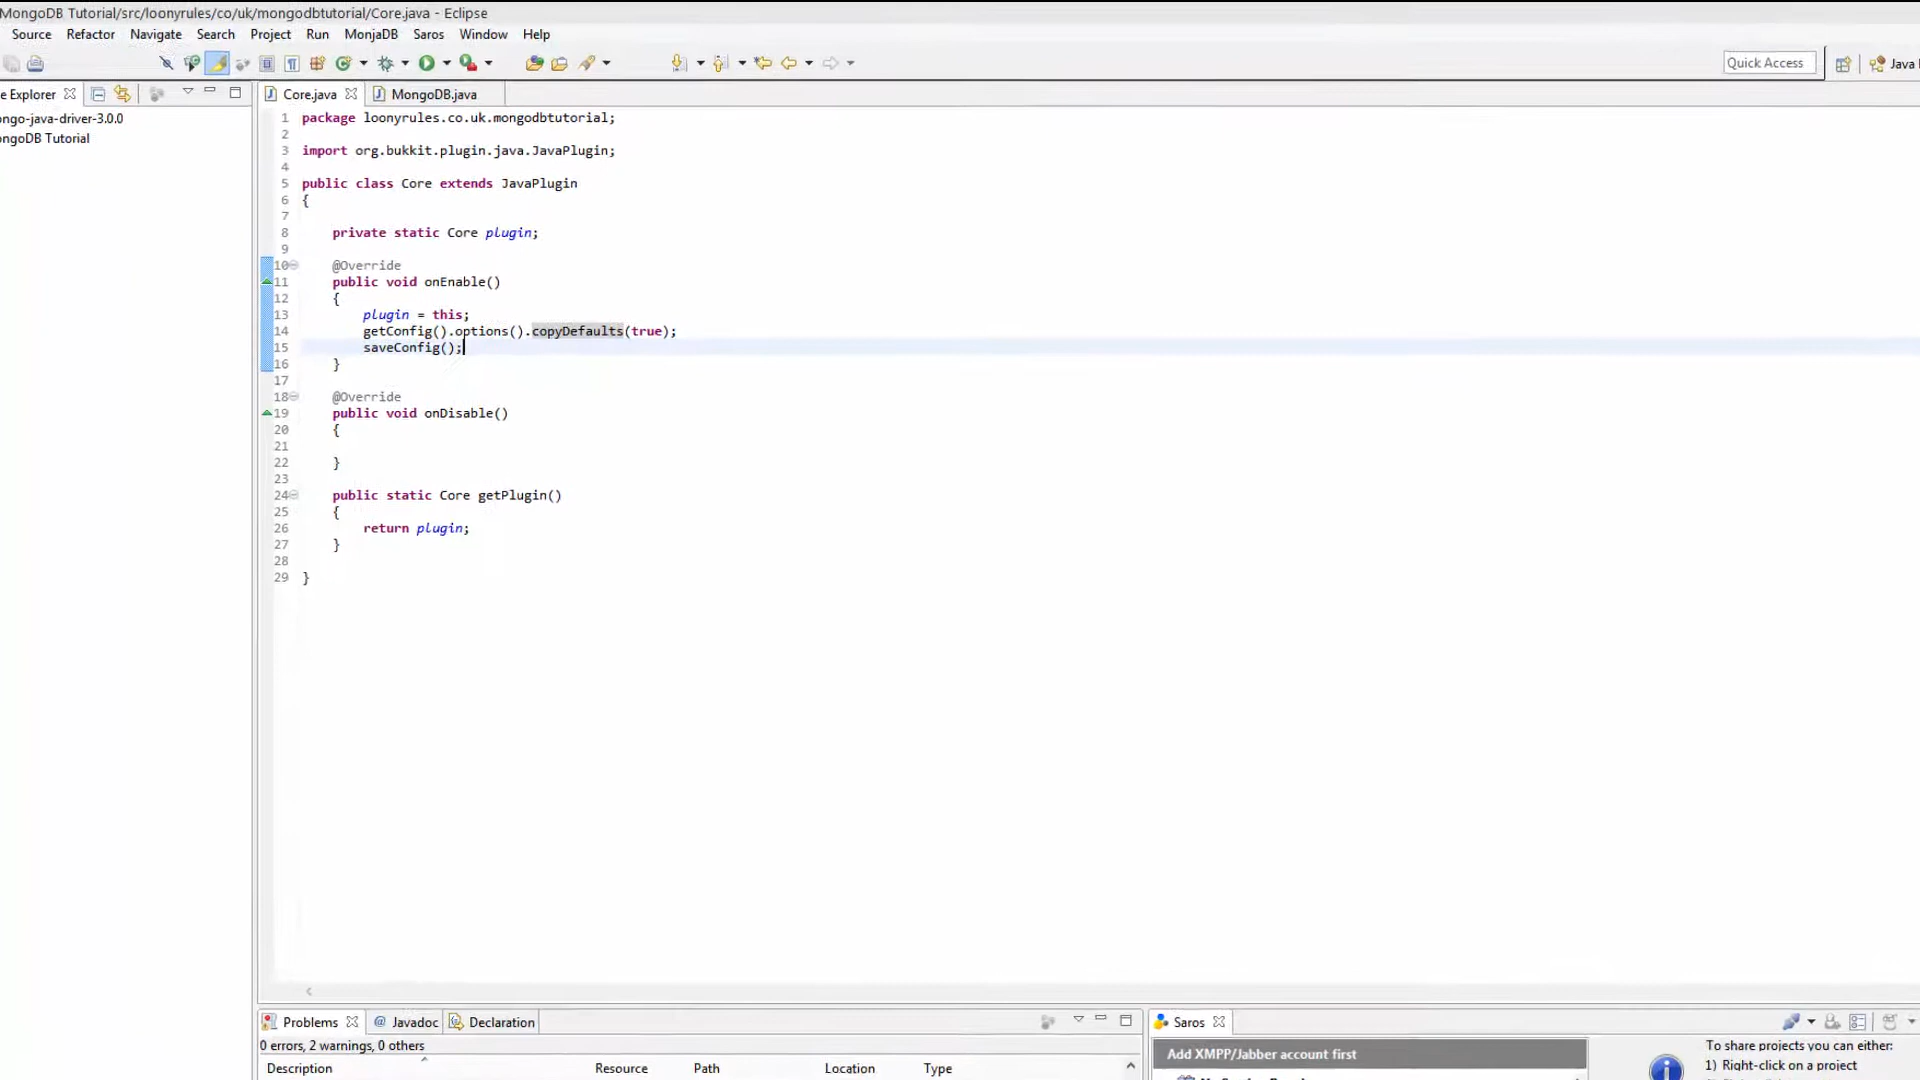 MongoDB Tutorial/src/loonyrules/co/uk/mongodbtutorial/Core.java - Eclipse
Source Refactor Navigate Search Project Run MonjaDB Saros Window Help
Quick Access Java
e Explorer Core.java MongoDB.java
ongo-java-driver-3.0.0
ongoDB Tutorial
1 package loonyrules.co.uk.mongodbtutorial;
2
3 import org.bukkit.plugin.java.JavaPlugin;
4
5 public class Core extends JavaPlugin
6 {
7
8 private static Core plugin;
9
10 @Override
11 public void onEnable()
12 {
13 plugin = this;
14 getConfig().options().copyDefaults(true);
15 saveConfig();
16 }
17
18 @Override
19 public void onDisable()
20 {
21
22 }
23
24 public static Core getPlugin()
25 {
26 return plugin;
27 }
28
29 }
Problems @ Javadoc Declaration
0 errors, 2 warnings, 0 others
Description Resource Path Location Type
Saros
Add XMPP/Jabber account first
To share projects you can either:
1) Right-click on a project